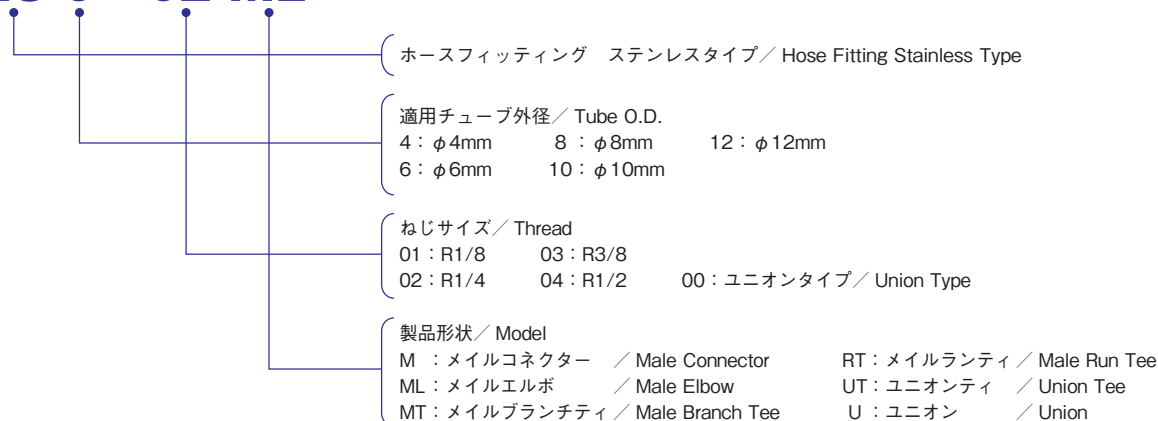 ホースフィッティング　ステンレスタイプ／ Hose Fitting Stainless Type
適用チューブ外径／ Tube O.D.
4：φ4mm　8：φ8mm　12：φ12mm
6：φ6mm　10：φ10mm
ねじサイズ／ Thread
01：R1/8　03：R3/8
02：R1/4　04：R1/2　00：ユニオンタイプ／ Union Type
製品形状／ Model
M ：メイルコネクター ／ Male Connector　RT：メイルランティ／ Male Run Tee
ML：メイルエルボ ／ Male Elbow　UT：ユニオンティ ／ Union Tee
MT：メイルブランチティ／ Male Branch Tee　U ：ユニオン ／ Union